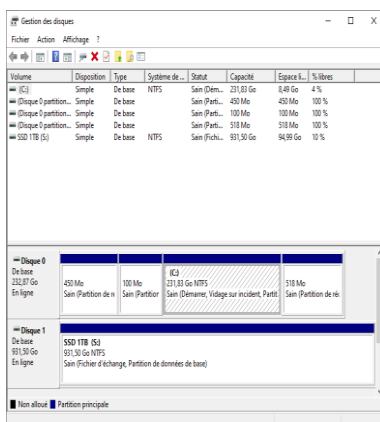 Gestion des disques
Fichier Action Affichage ?
Volume Disposition Type Système de ... Statut Capacité Espace li... % libres
(C:) Simple De base NTFS Sain (Dém... 231,83 Go 8,49 Go 4 %
(Disque 0 partition... Simple De base Sain (Parti... 450 Mo 450 Mo 100 %
(Disque 0 partition... Simple De base Sain (Parti... 100 Mo 100 Mo 100 %
(Disque 0 partition... Simple De base Sain (Parti... 518 Mo 518 Mo 100 %
SSD 1TB (S:) Simple De base NTFS Sain (Fichi... 931,50 Go 94,99 Go 10 %
Disque 0
De base
232,87 Go
En ligne
450 Mo
Sain (Partition de n
100 Mo
Sain (Partitior
(C:)
231,83 Go NTFS
Sain (Démarrer, Vidage sur incident, Partit
518 Mo
Sain (Partition de ré
Disque 1
De base
931,50 Go
En ligne
SSD 1TB (S:)
931,50 Go NTFS
Sain (Fichier d'échange, Partition de données de base)
Non alloué Partition principale